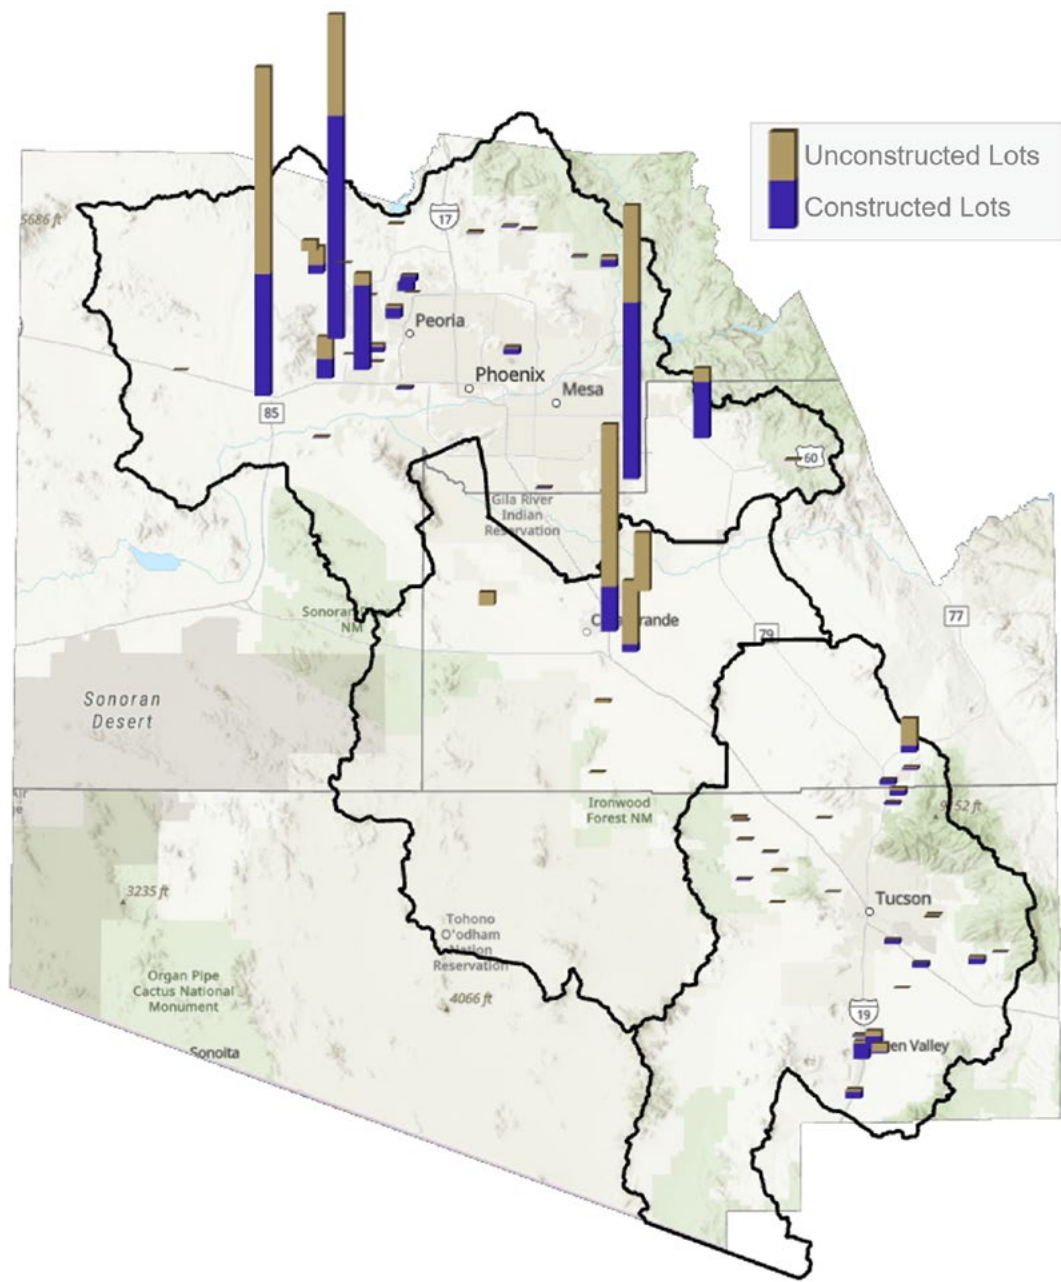 Unconstructed Lots
Constructed Lots
5686 ft
17
Peoria
Phoenix
Mesa
85
60
Gila River
Indian
Reservation
Sonoran
NM
79
77
Sonoran
Desert
Ironwood
Forest NM
3235 ft
Tucson
Tohono
O'odham
Nation
Reservation
Organ Pipe
Cactus National
Monument
4066 ft
19
en Valley
Sonoita